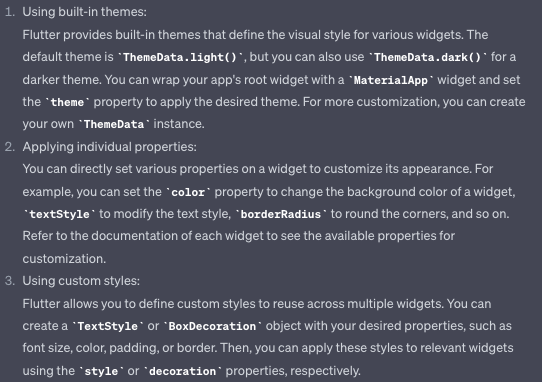 1. Using built-in themes:
Flutter provides built-in themes that define the visual style for various widgets. The
default theme is `ThemeData.light()`, but you can also use `ThemeData.dark()` for a
darker theme. You can wrap your app's root widget with a `MaterialApp` widget and set
the `theme` property to apply the desired theme. For more customization, you can create
your own `ThemeData` instance.
2. Applying individual properties:
You can directly set various properties on a widget to customize its appearance. For
example, you can set the `color` property to change the background color of a widget,
`textStyle` to modify the text style, `borderRadius` to round the corners, and so on.
Refer to the documentation of each widget to see the available properties for
customization.
3. Using custom styles:
Flutter allows you to define custom styles to reuse across multiple widgets. You can
create a `TextStyle` or `BoxDecoration` object with your desired properties, such as
font size, color, padding, or border. Then, you can apply these styles to relevant widgets
using the `style` or `decoration` properties, respectively.